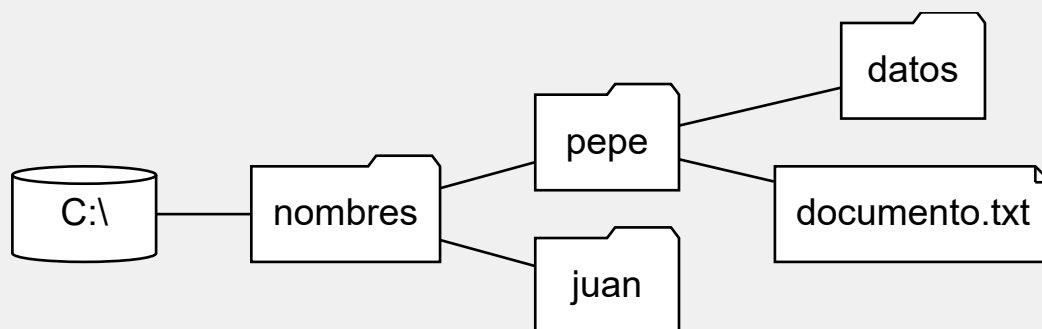 C:\
nombres
pepe
datos
documento.txt
juan